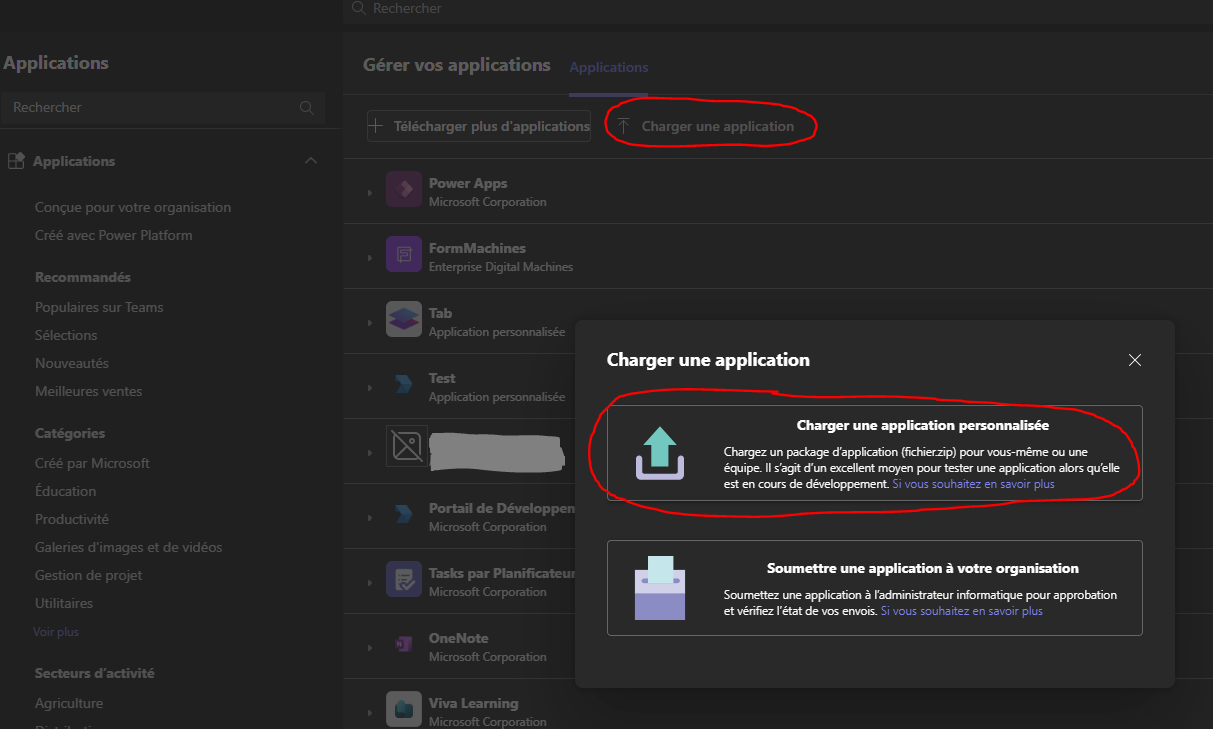 Rechercher
Applications
Rechercher
Applications
Conçue pour votre organisation
Créé avec Power Platform
Recommandés
Populaires sur Teams
Sélections
Nouveautés
Meilleures ventes
Catégories
Créé par Microsoft
Éducation
Productivité
Galeries d'images et de vidéos
Gestion de projet
Utilitaires
Voir plus
Secteurs d'activité
Agriculture
Gérer vos applications Applications
Télécharger plus d'applications Charger une application
Power Apps
Microsoft Corporation
FormMachines
Enterprise Digital Machines
Tab
Application personnalisée
Test
Application personnalisée
Portail de Développen
Microsoft Corporation
Tasks par Planificateur
Microsoft Corporation
OneNote
Microsoft Corporation
Viva Learning
Microsoft Corporation
Charger une application
Charger une application personnalisée
Chargez un package d'application (fichier.zip) pour vous-même ou une
équipe. Il s'agit d'un excellent moyen pour tester une application alors qu'elle
est en cours de développement. Si vous souhaitez en savoir plus
Soumettre une application à votre organisation
Soumettez une application à l'administrateur informatique pour approbation
et vérifiez l'état de vos envois. Si vous souhaitez en savoir plus